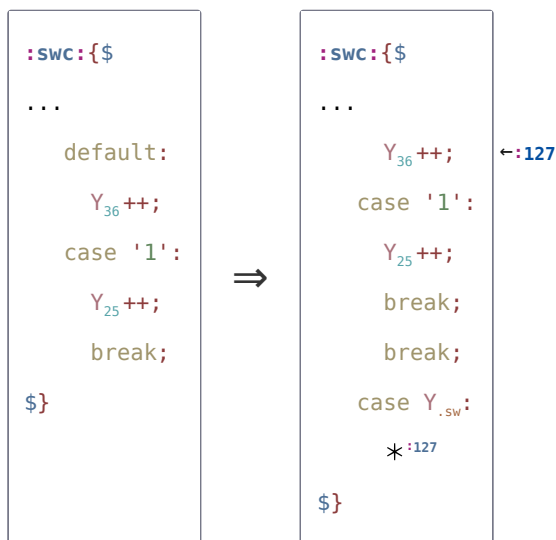 :swc:{$
...
default:
Y36++;
case '1':
Y25++;
break;
$}
⇒
:swc:{$
...
Y36++; ←:127
case '1':
Y25++;
break;
break;
case Y.sw:
*:127
$}